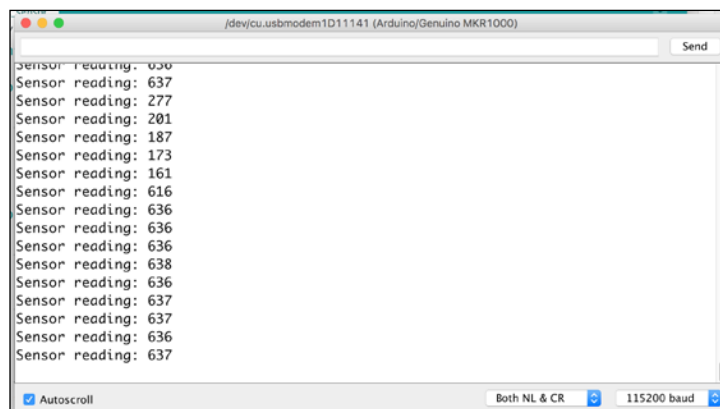 /dev/cu.usbmodem1D11141 (Arduino/Genuino MKR1000)
Send
Sensor reading: 636
Sensor reading: 637
Sensor reading: 277
Sensor reading: 201
Sensor reading: 187
Sensor reading: 173
Sensor reading: 161
Sensor reading: 616
Sensor reading: 636
Sensor reading: 636
Sensor reading: 636
Sensor reading: 638
Sensor reading: 636
Sensor reading: 637
Sensor reading: 637
Sensor reading: 636
Sensor reading: 637
Autoscroll
Both NL & CR
115200 baud